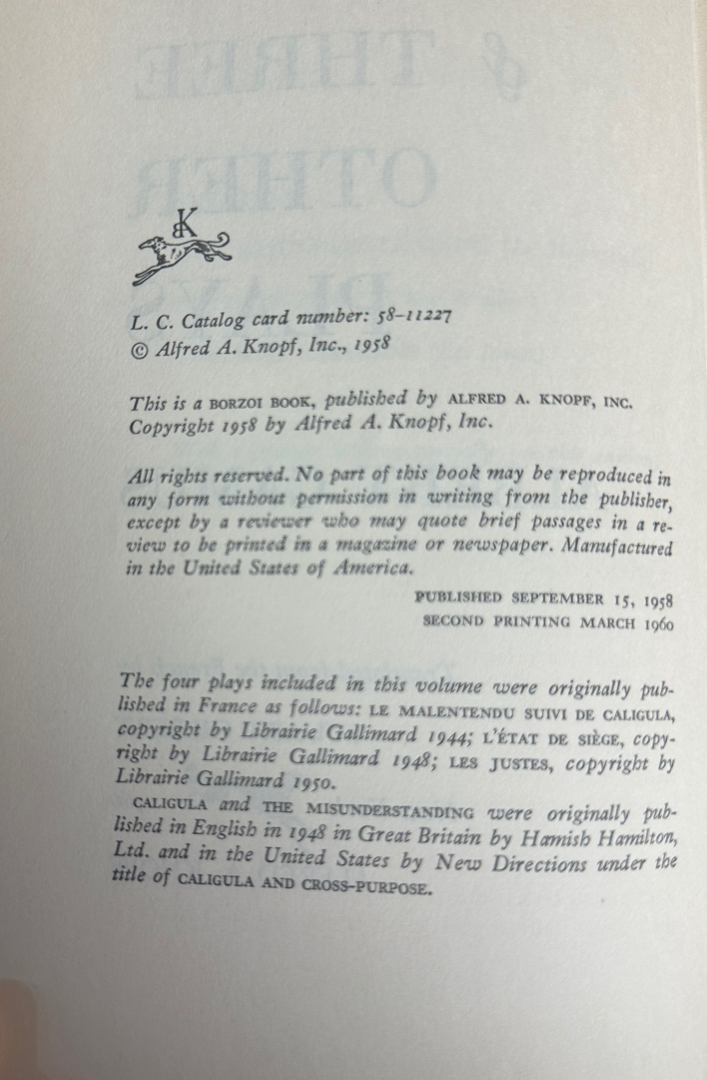 & THREE
OTHER
PLAYS
BK
L. C. Catalog card number: 58–11227
© Alfred A. Knopf, Inc., 1958
This is a BORZOI BOOK, published by ALFRED A. KNOPF, INC.
Copyright 1958 by Alfred A. Knopf, Inc.
All rights reserved. No part of this book may be reproduced in
any form without permission in writing from the publisher,
except by a reviewer who may quote brief passages in a re-
view to be printed in a magazine or newspaper. Manufactured
in the United States of America.
PUBLISHED SEPTEMBER 15, 1958
SECOND PRINTING MARCH 1960
The four plays included in this volume were originally pub-
lished in France as follows: LE MALENTENDU SUIVI DE CALIGULA,
copyright by Librairie Gallimard 1944; L'ÉTAT DE SIÈGE, copy-
right by Librairie Gallimard 1948; LES JUSTES, copyright by
Librairie Gallimard 1950.
CALIGULA and THE MISUNDERSTANDING were originally pub-
lished in English in 1948 in Great Britain by Hamish Hamilton,
Ltd. and in the United States by New Directions under the
title of CALIGULA AND CROSS-PURPOSE.